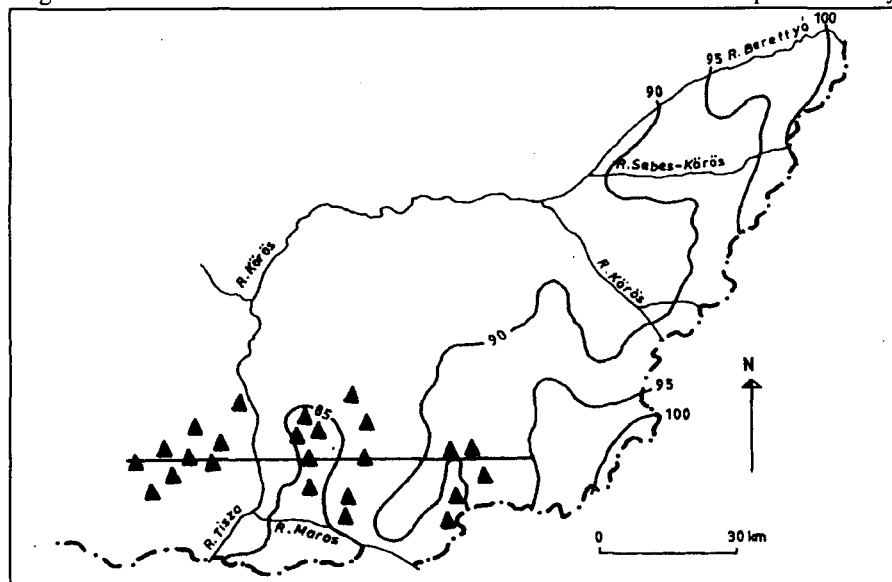 100
95
R. Berettyó
90
R. Sebes-Körös
R. Körös
R. Körös
90
N
95
85
100
R. Tisza
R. Maros
0 30 km